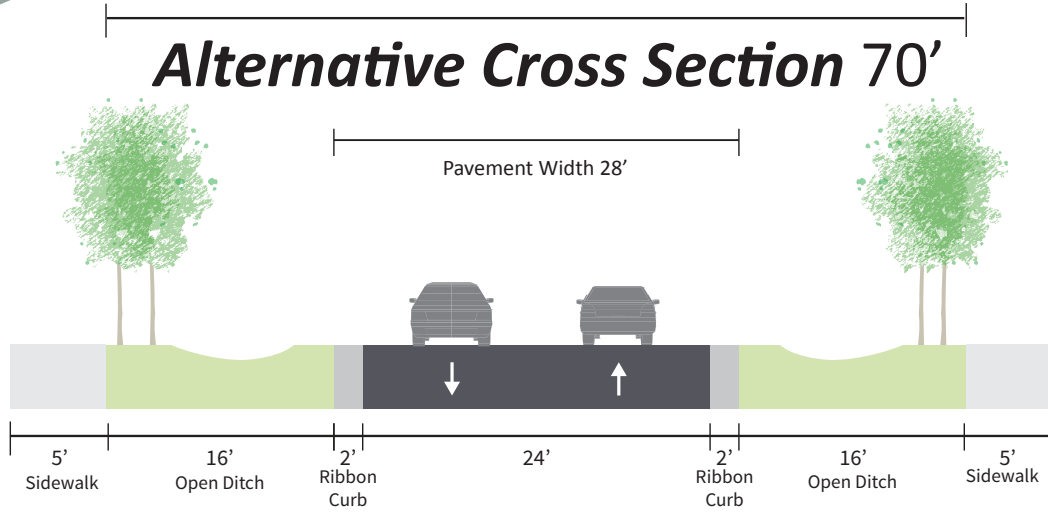 Alternative Cross Section 70’
Pavement Width 28’
5’
Sidewalk
16’
Open Ditch
2’
Ribbon
Curb
24’
2’
Ribbon
Curb
16’
Open Ditch
5’
Sidewalk